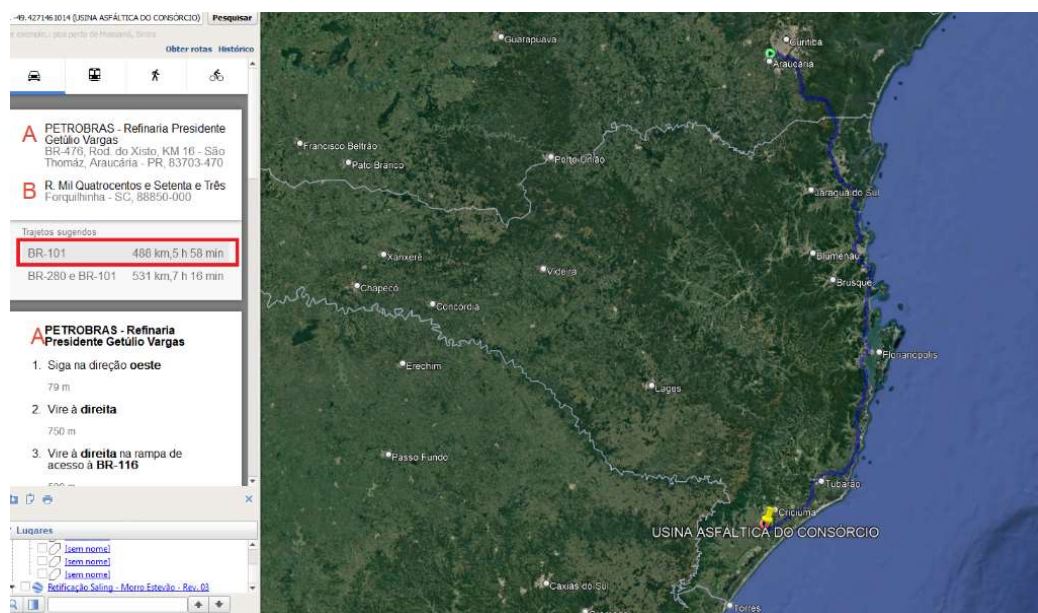 -49.4271461014 (USINA ASFÁLTICA DO CONSÓRCIO) Pesquisar
Obter rotas Histórico
A PETROBRAS - Refinaria Presidente
Getúlio Vargas
BR-476, Rod. do Xisto, KM 16 - São
Thomáz, Araucária - PR, 83703-470
B R. Mil Quatrocentos e Setenta e Três
Forquilhinha - SC, 88850-000
Trajetos sugeridos
BR-101 488 km, 5 h 58 min
BR-280 e BR-101 531 km, 7 h 16 min
A PETROBRAS - Refinaria
Presidente Getúlio Vargas
1. Siga na direção oeste
79 m
2. Vire à direita
750 m
3. Vire à direita na rampa de
acesso à BR-116
Lugares
[sem nome]
[sem nome]
[sem nome]
Retificação Saling - Morro Estevão - Rev. 03
Guarapuava
Curitiba
Araucária
Francisco Beltrão
Pato Branco
Porto União
Jaraguá do Sul
Xanxerê
Videira
Blumenau
Brusque
Chapecó
Concórdia
Florianópolis
Erechim
Lages
Passo Fundo
Tubarão
Criciúma
USINA ASFÁLTICA DO CONSÓRCIO
Caxias do Sul
Torres